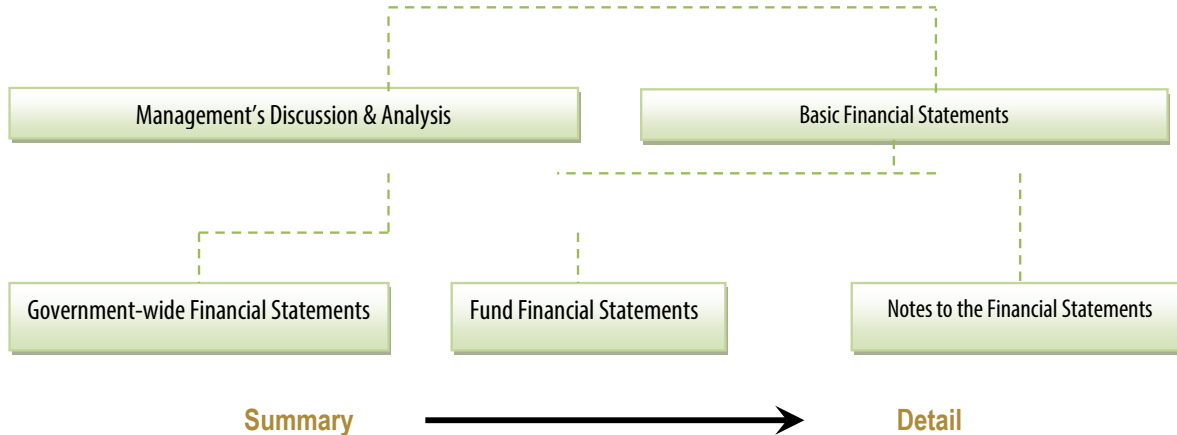 Management’s Discussion & Analysis
Basic Financial Statements
Government-wide Financial Statements
Fund Financial Statements
Notes to the Financial Statements
Summary
Detail